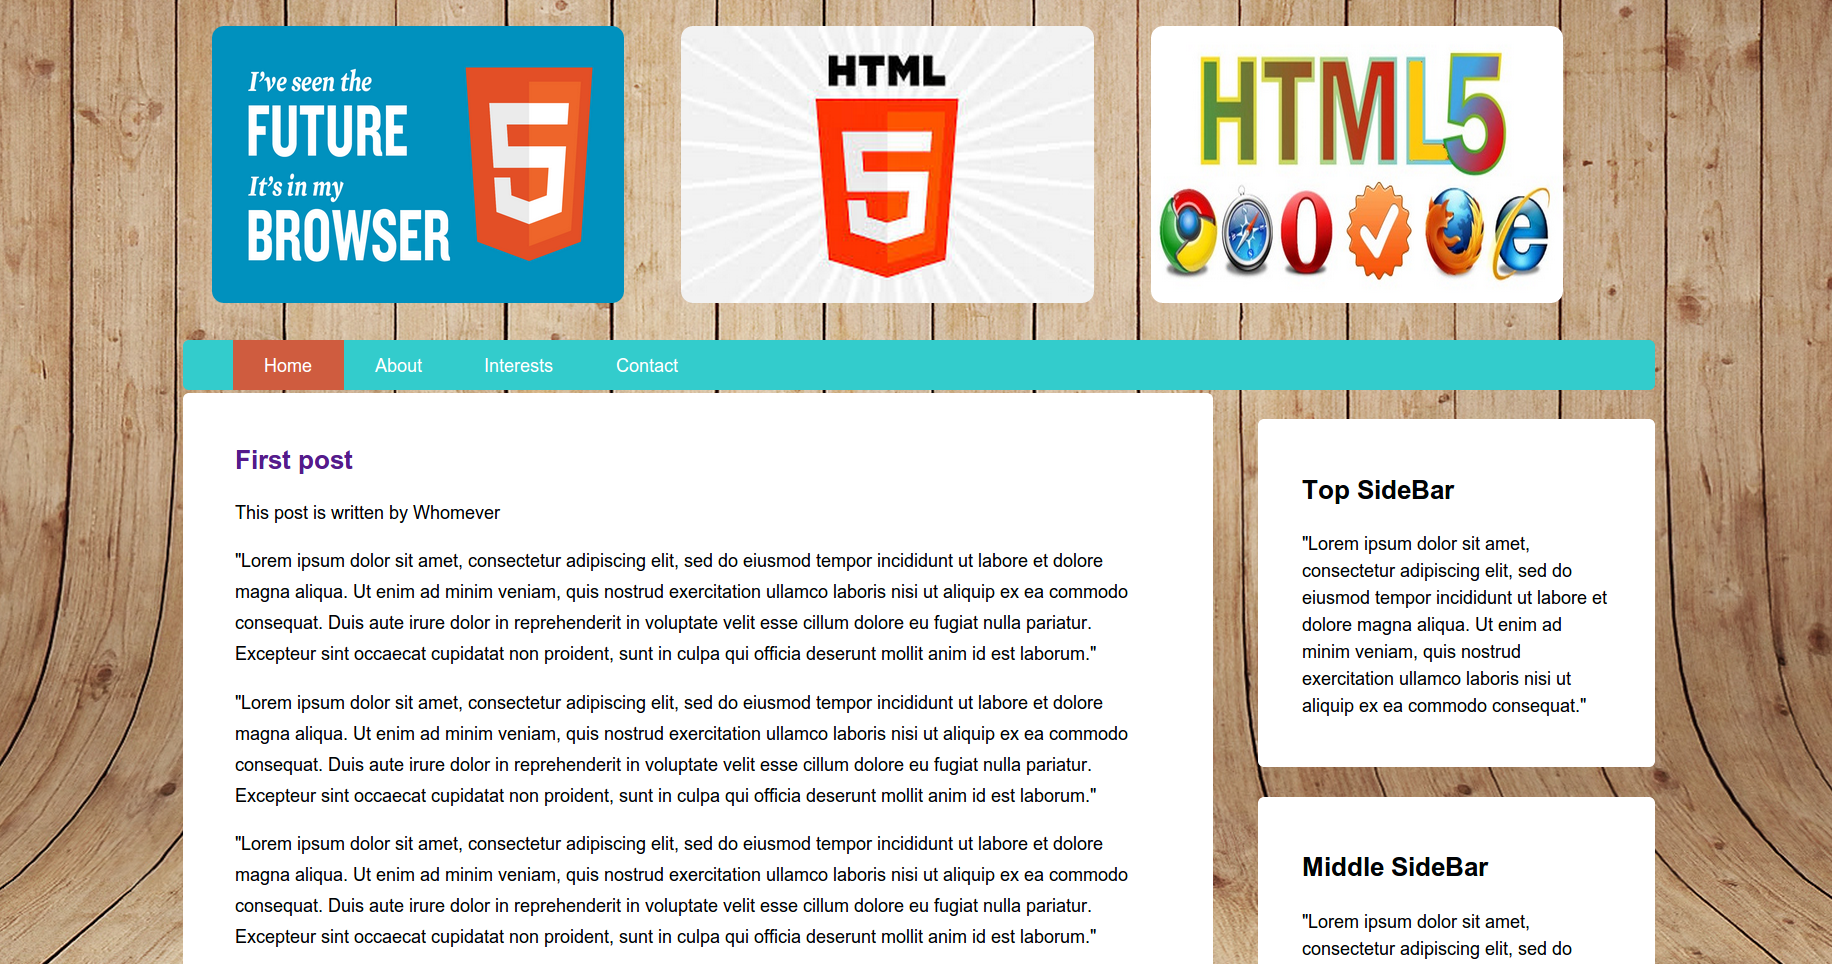 I've seen the
FUTURE
It's in my
BROWSER
5
HTML
5
HTML5
Home About Interests Contact
First post
This post is written by Whomever
"Lorem ipsum dolor sit amet, consectetur adipiscing elit, sed do eiusmod tempor incididunt ut labore et dolore
magna aliqua. Ut enim ad minim veniam, quis nostrud exercitation ullamco laboris nisi ut aliquip ex ea commodo
consequat. Duis aute irure dolor in reprehenderit in voluptate velit esse cillum dolore eu fugiat nulla pariatur.
Excepteur sint occaecat cupidatat non proident, sunt in culpa qui officia deserunt mollit anim id est laborum."
"Lorem ipsum dolor sit amet, consectetur adipiscing elit, sed do eiusmod tempor incididunt ut labore et dolore
magna aliqua. Ut enim ad minim veniam, quis nostrud exercitation ullamco laboris nisi ut aliquip ex ea commodo
consequat. Duis aute irure dolor in reprehenderit in voluptate velit esse cillum dolore eu fugiat nulla pariatur.
Excepteur sint occaecat cupidatat non proident, sunt in culpa qui officia deserunt mollit anim id est laborum."
"Lorem ipsum dolor sit amet, consectetur adipiscing elit, sed do eiusmod tempor incididunt ut labore et dolore
magna aliqua. Ut enim ad minim veniam, quis nostrud exercitation ullamco laboris nisi ut aliquip ex ea commodo
consequat. Duis aute irure dolor in reprehenderit in voluptate velit esse cillum dolore eu fugiat nulla pariatur.
Excepteur sint occaecat cupidatat non proident, sunt in culpa qui officia deserunt mollit anim id est laborum."
Top SideBar
"Lorem ipsum dolor sit amet,
consectetur adipiscing elit, sed do
eiusmod tempor incididunt ut labore et
dolore magna aliqua. Ut enim ad
minim veniam, quis nostrud
exercitation ullamco laboris nisi ut
aliquip ex ea commodo consequat."
Middle SideBar
"Lorem ipsum dolor sit amet,
consectetur adipiscing elit, sed do